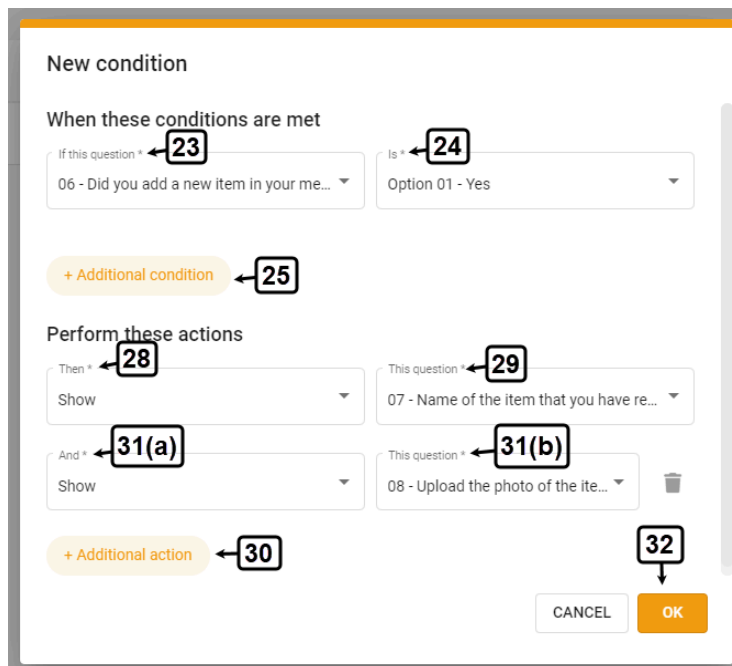 New condition
When these conditions are met
If this question * 23
Is * 24
06 - Did you add a new item in your me...
Option 01 - Yes
+ Additional condition 25
Perform these actions
Then * 28
This question * 29
Show
07 - Name of the item that you have re...
And * 31(a)
This question * 31(b)
Show
08 - Upload the photo of the ite...
+ Additional action 30
32
CANCEL
OK